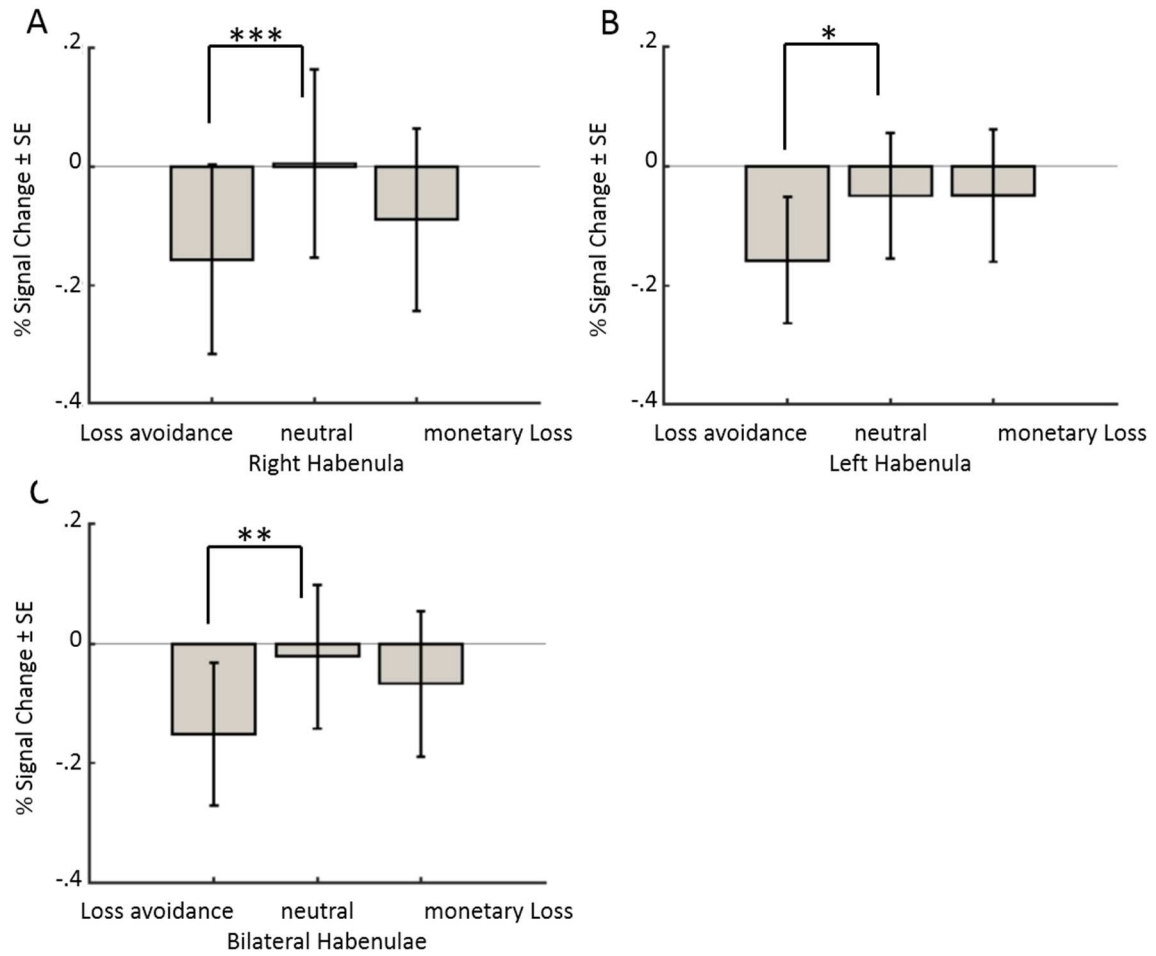 A
***
.2
0
-.2
-.4
% Signal Change ± SE
Loss avoidance neutral monetary Loss
Right Habenula
B
*
.2
0
-.2
-.4
% Signal Change ± SE
Loss avoidance neutral monetary Loss
Left Habenula
C
**
.2
0
-.2
-.4
% Signal Change ± SE
Loss avoidance neutral monetary Loss
Bilateral Habenulae